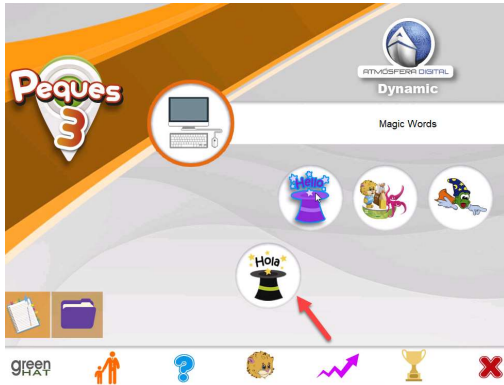 Peques
3
ATMÓSFERA DIGITAL
Dynamic
Magic Words
Hello
Hola
green
HAT